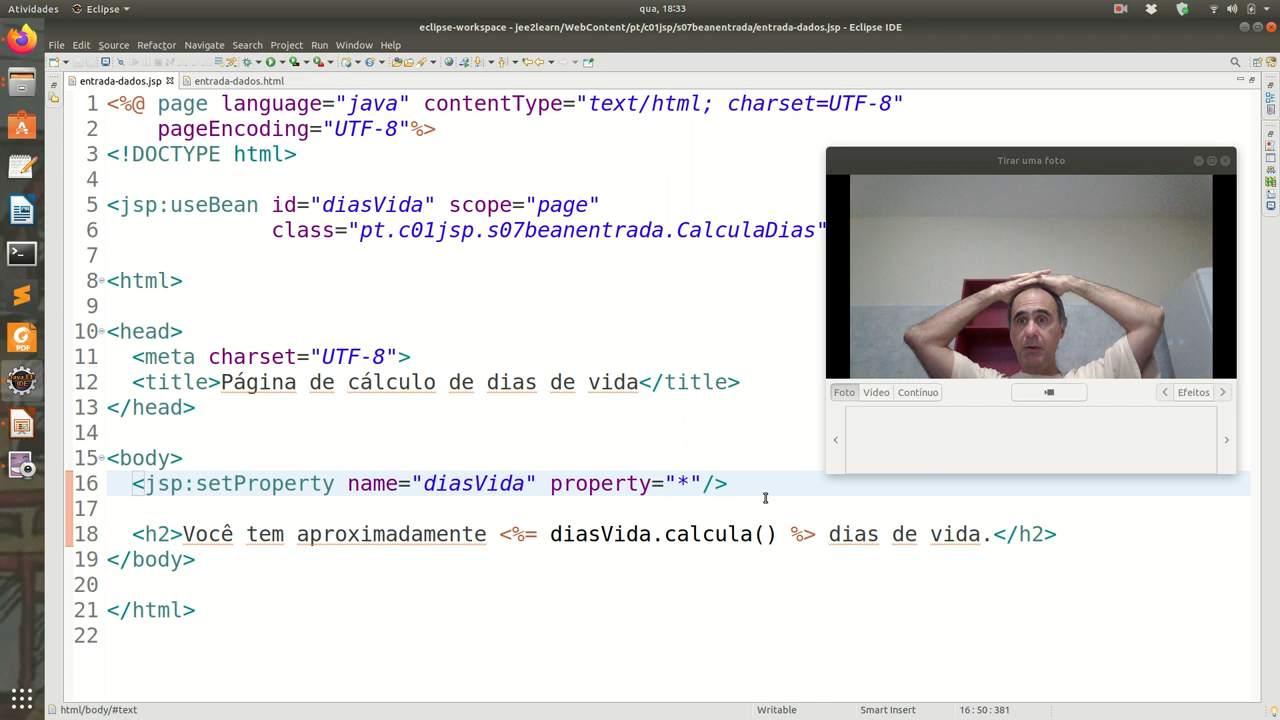 Atividades
Eclipse
qua, 18:33
eclipse-workspace - jee2learn/WebContent/pt/c01jsp/s07beanentrada/entrada-dados.jsp - Eclipse IDE
File Edit Source Refactor Navigate Search Project Run Window Help
entrada-dados.jsp
entrada-dados.html
1 <%@ page language="java" contentType="text/html; charset=UTF-8"
2 pageEncoding="UTF-8"%>
3 <!DOCTYPE html>
4
5 <jsp:useBean id="diasVida" scope="page"
6 class="pt.c01jsp.s07beanentrada.CalculaDias"
7
8 <html>
9
10 <head>
11 <meta charset="UTF-8">
12 <title>Página de cálculo de dias de vida</title>
13 </head>
14
15 <body>
16 <jsp:setProperty name="diasVida" property="*"/>
17
18 <h2>Você tem aproximadamente <%= diasVida.calcula() %> dias de vida.</h2>
19 </body>
20
21 </html>
22
Tirar uma foto
Foto Vídeo Contínuo
Efeitos
PDF
Java EE
IDE
html/body/#text
Writable
Smart Insert
16:50:381